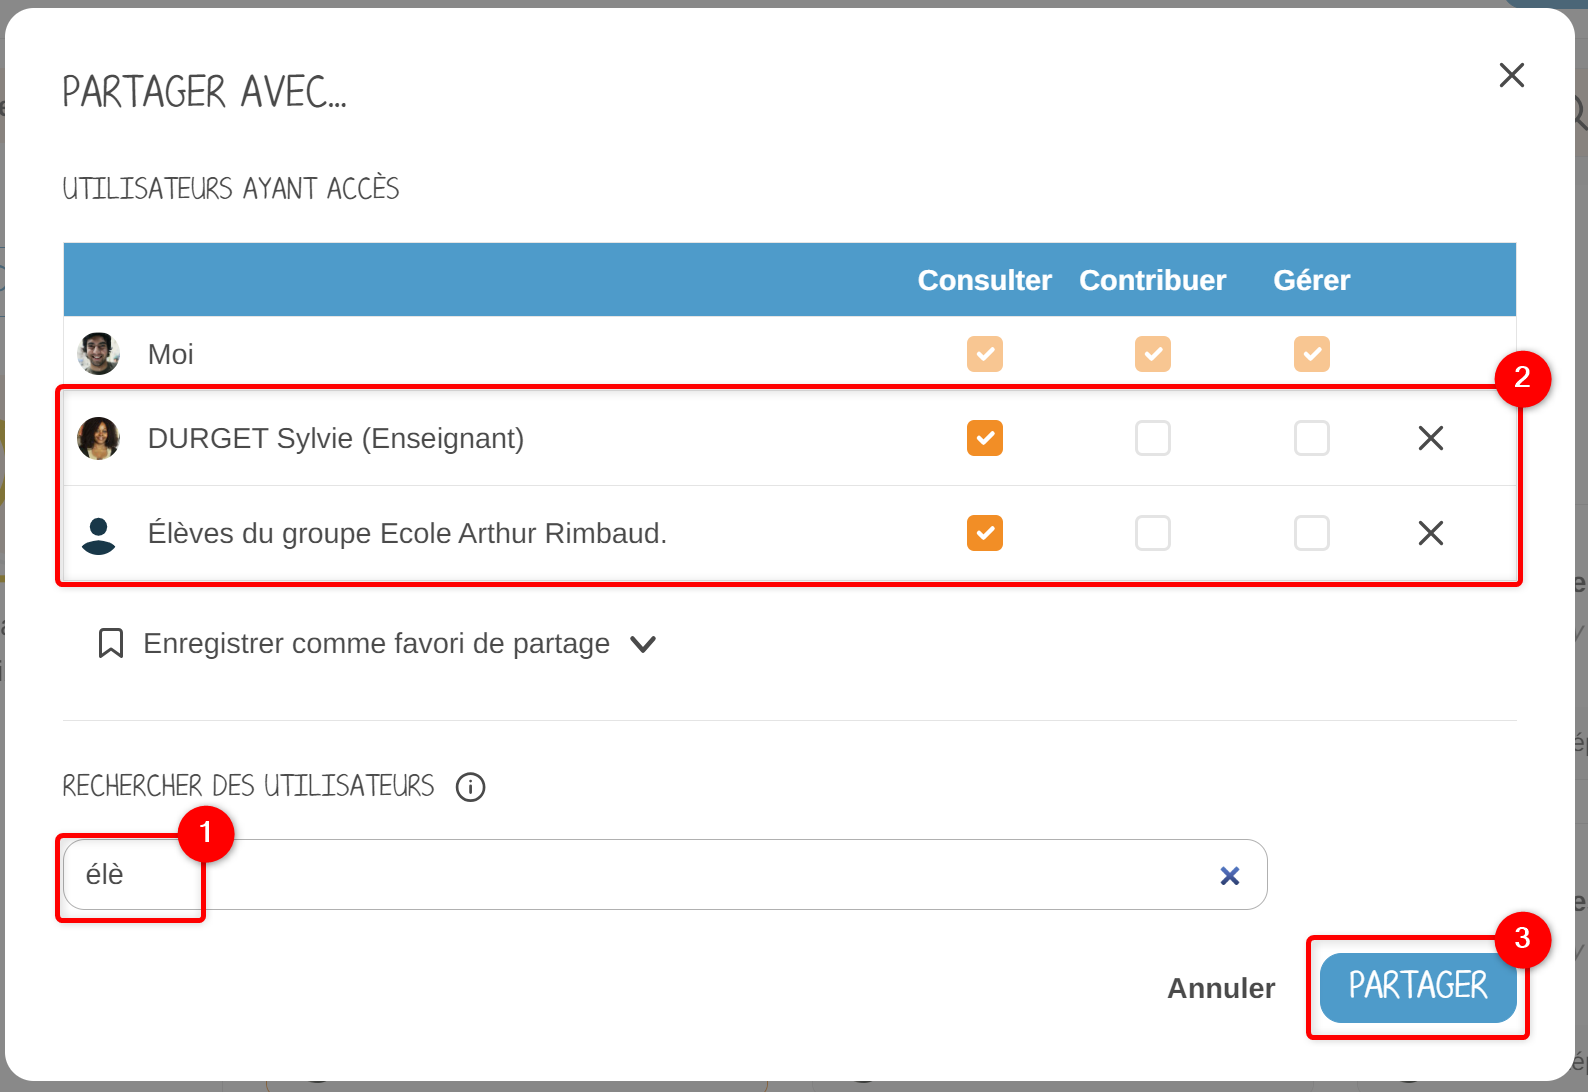 PARTAGER AVEC...
UTILISATEURS AYANT ACCÈS
Consulter Contribuer Gérer
Moi
2
DURGET Sylvie (Enseignant)
Élèves du groupe Ecole Arthur Rimbaud.
Enregistrer comme favori de partage
RECHERCHER DES UTILISATEURS
1
élè
3
Annuler PARTAGER